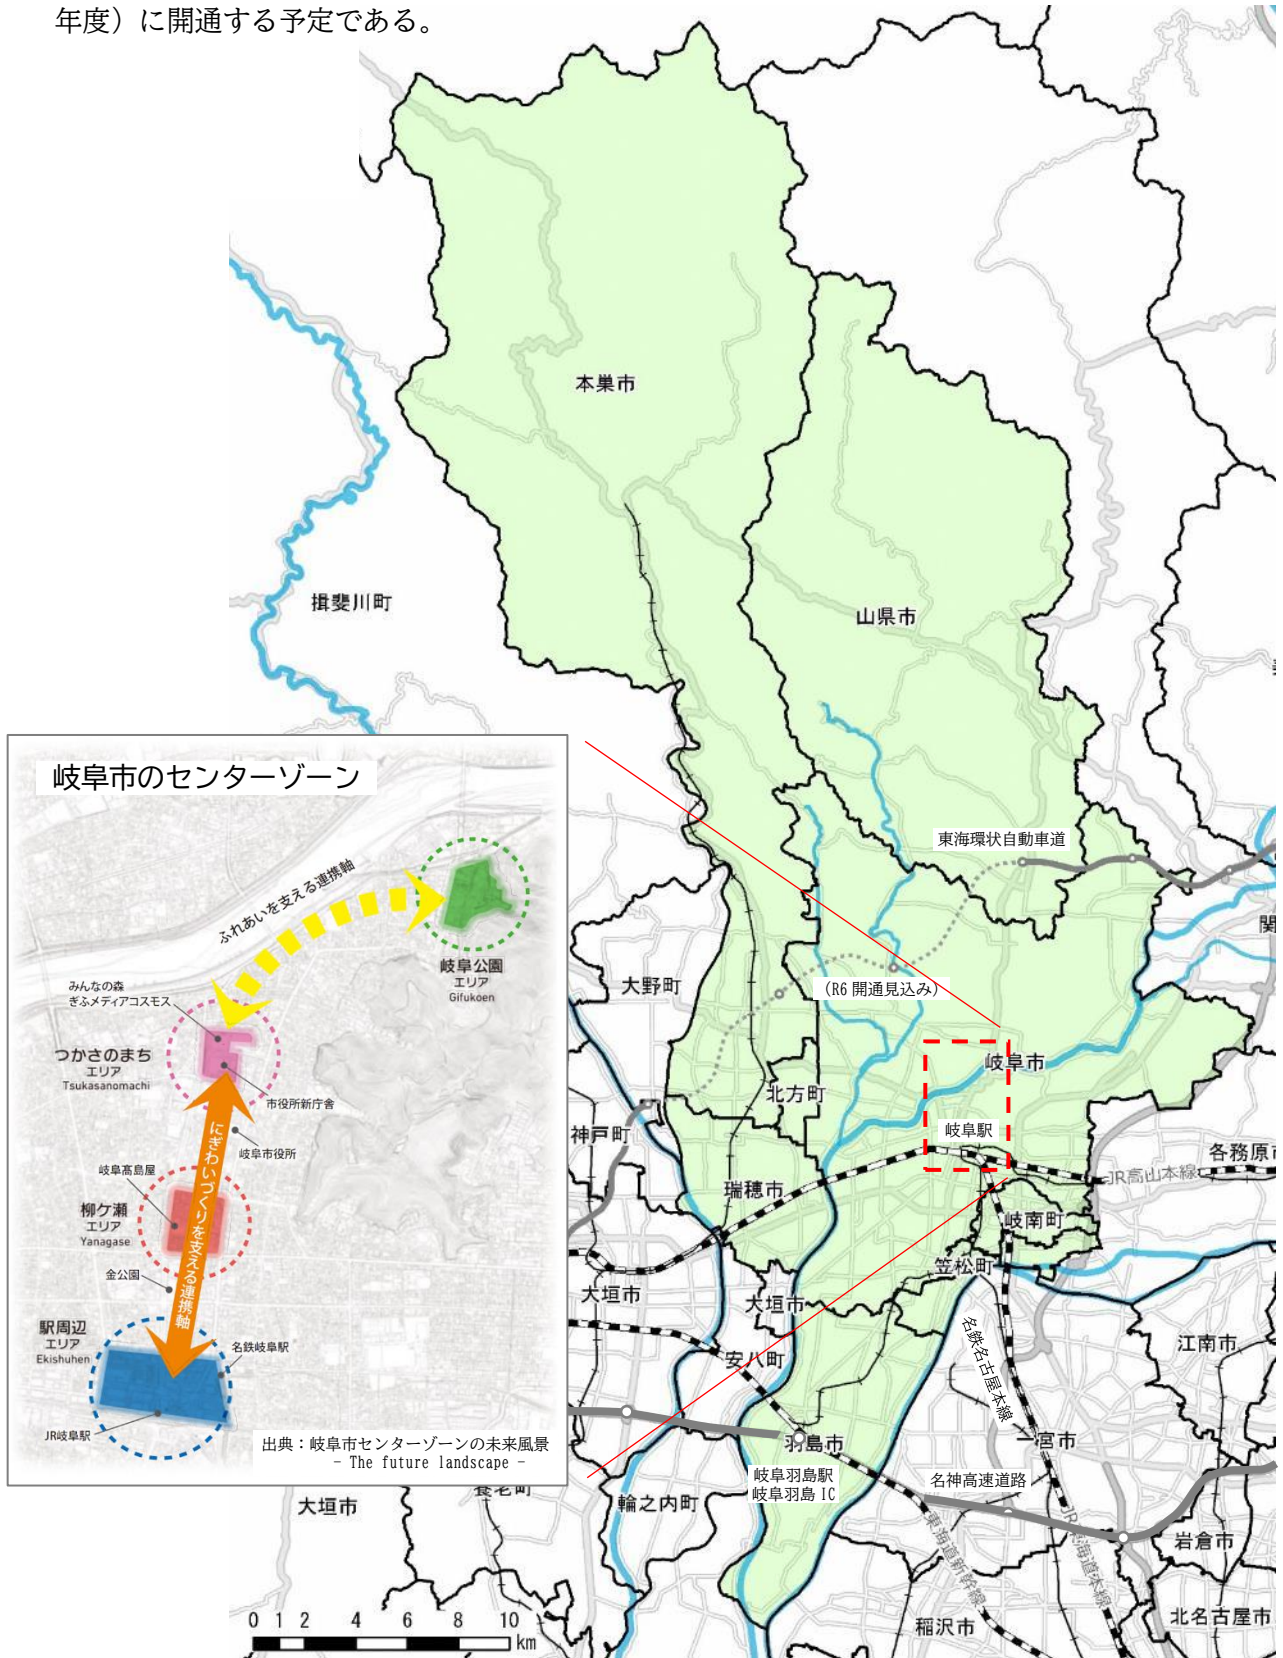 年度）に開通する予定である。
本巣市
揖斐川町
山県市
岐阜市のセンターゾーン
ふれあいを支える連携軸
岐阜公園
エリア
Gifukoen
みんなの森
ぎふメディアコスモス
つかさのまち
エリア
Tsukasanomachi
市役所新庁舎
岐阜市役所
にぎわいづくりを支える連携軸
岐阜髙島屋
柳ケ瀬
エリア
Yanagase
金公園
駅周辺
エリア
Ekishuhen
名鉄岐阜駅
JR岐阜駅
出典：岐阜市センターゾーンの未来風景
－ The future landscape －
東海環状自動車道
関
大野町
（R6 開通見込み）
岐阜市
北方町
神戸町
岐阜駅
各務原市
JR高山本線
瑞穂市
岐南町
笠松町
大垣市
大垣市
安八町
名鉄名古屋本線
江南市
羽島市
一宮市
岐阜羽島駅
岐阜羽島 IC
名神高速道路
養老町
大垣市
輪之内町
東海道新幹線
JR東海道本線
岩倉市
稲沢市
北名古屋市
0 1 2 4 6 8 10
km